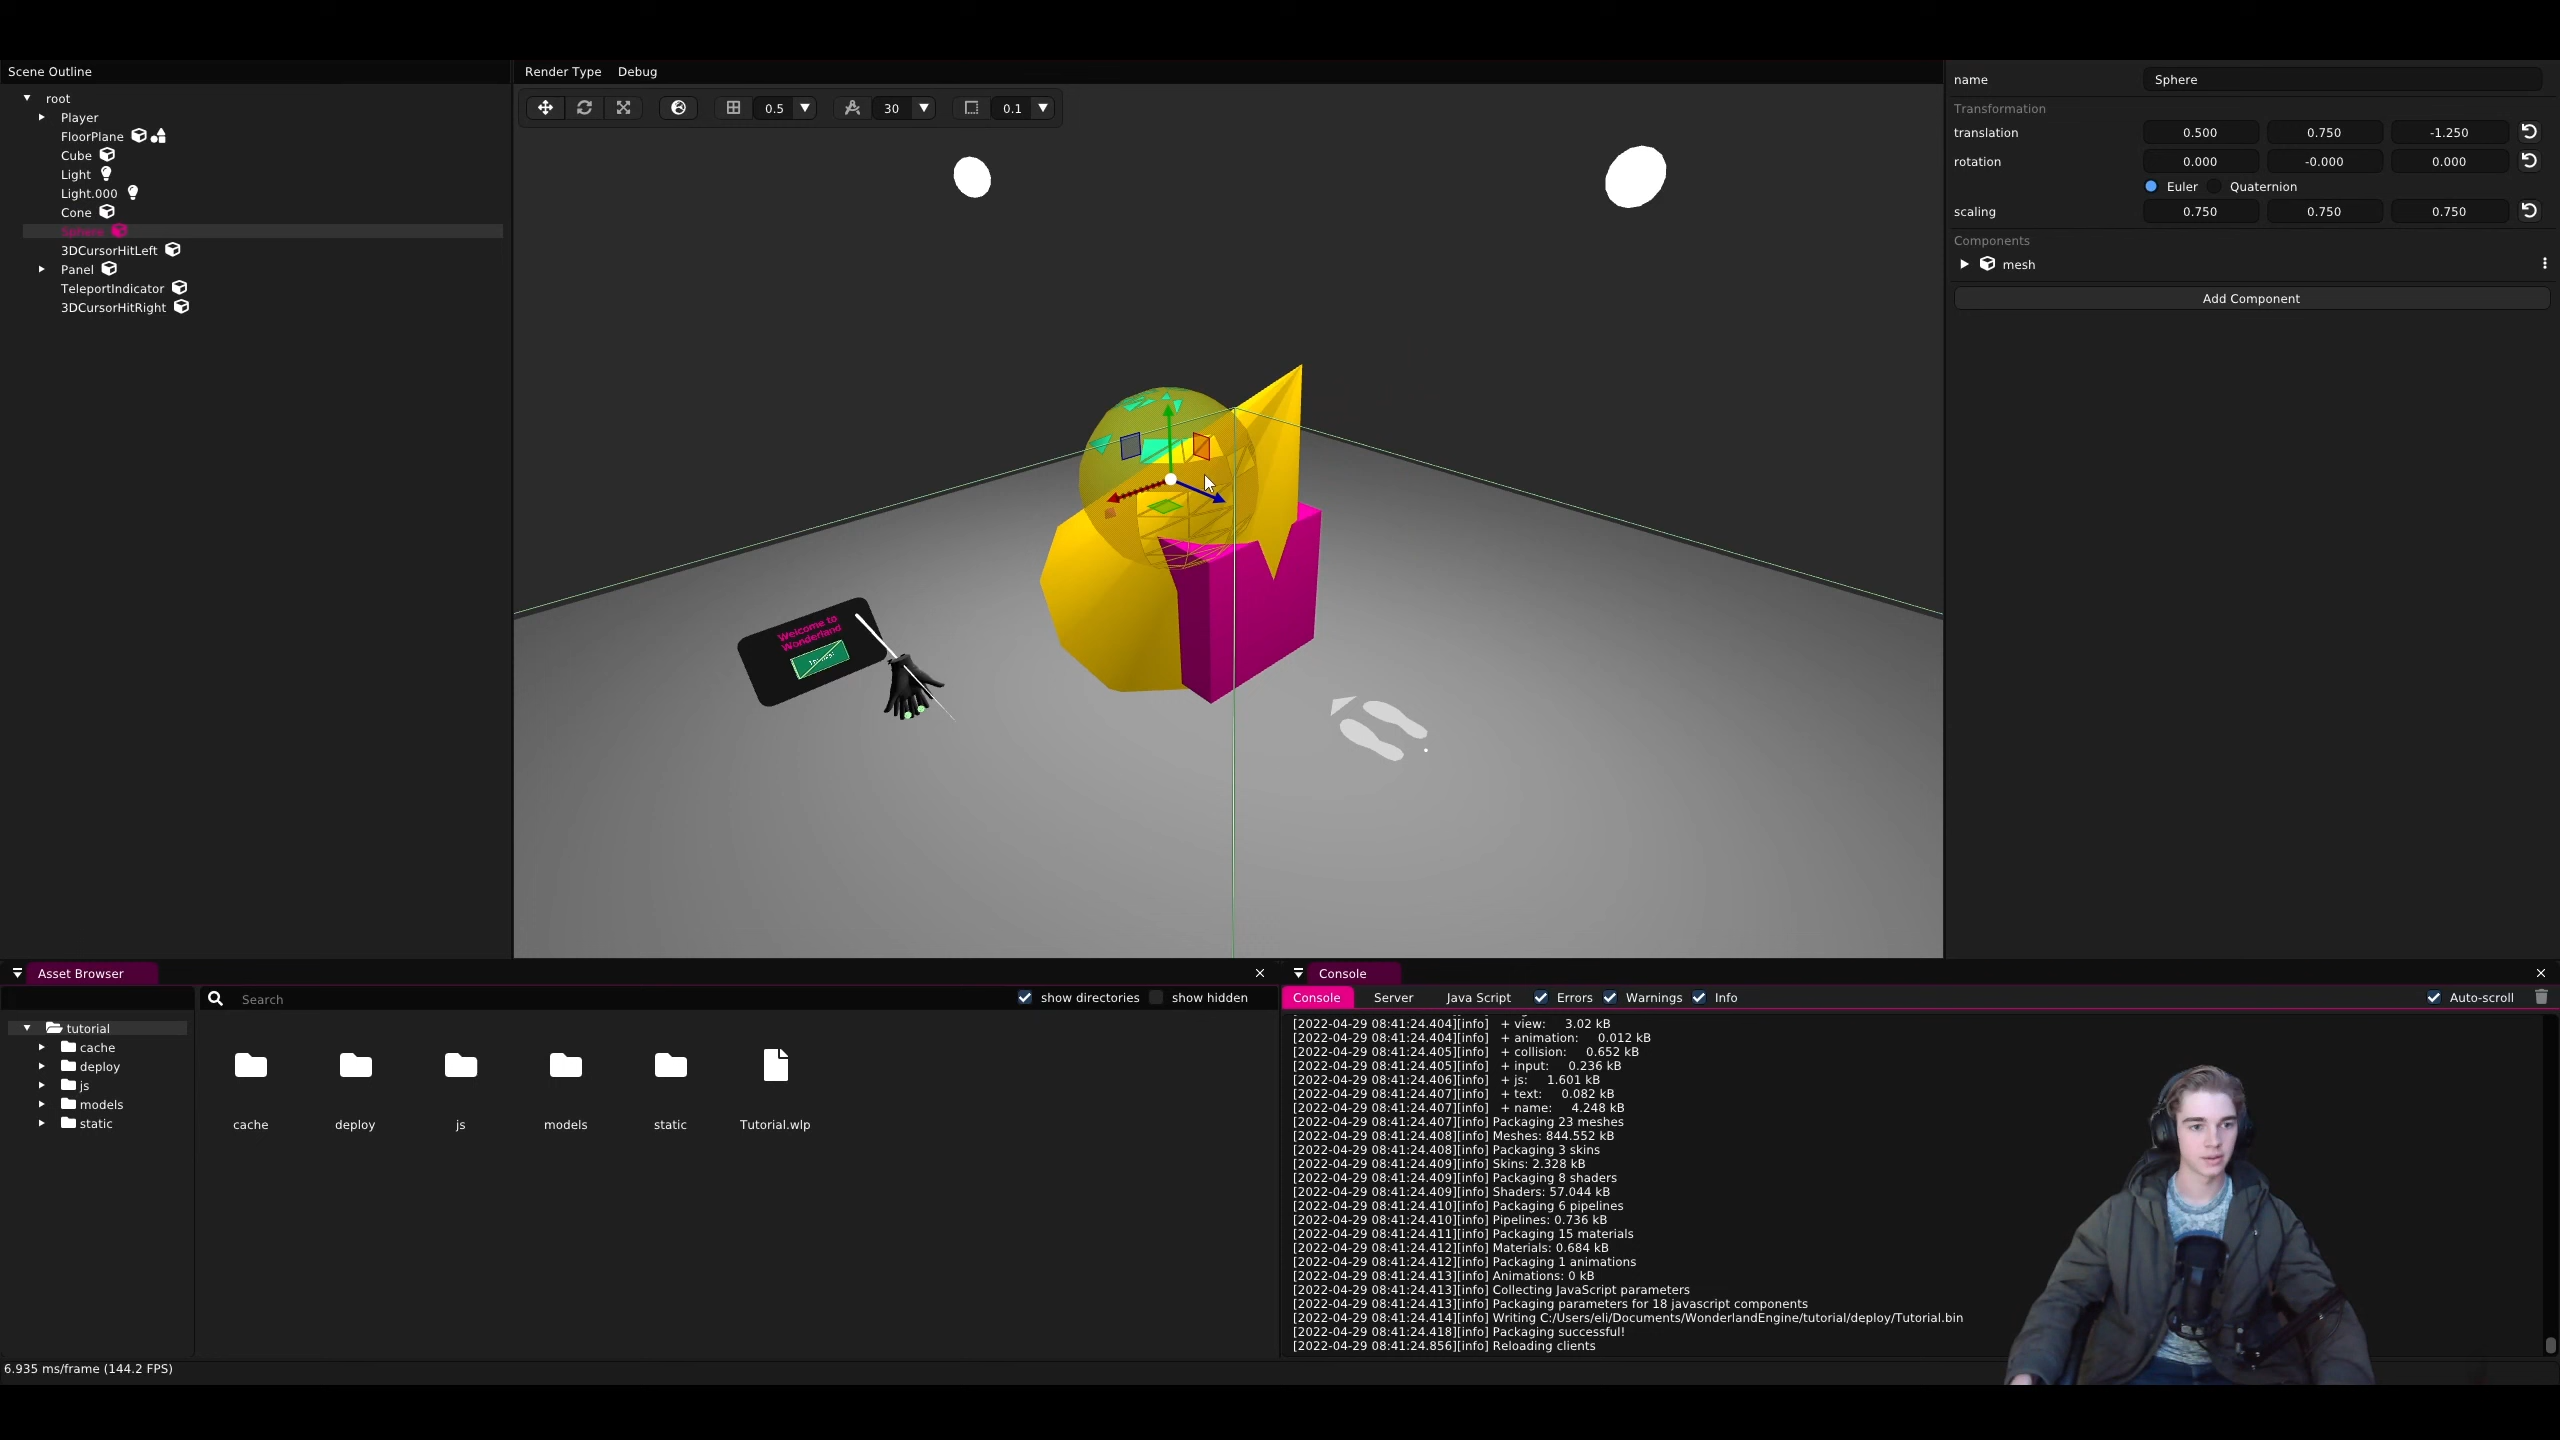 Scene Outline
root
Player
FloorPlane
Cube
Light
Light.000
Cone
Sphere
3DCursorHitLeft
Panel
TeleportIndicator
3DCursorHitRight
Render Type Debug
0.5 30 0.1
Welcome to
Wonderland
name Sphere
Transformation
translation 0.500 0.750 -1.250
rotation 0.000 -0.000 0.000
Euler Quaternion
scaling 0.750 0.750 0.750
Components
mesh
Add Component
Asset Browser
Search show directories show hidden
tutorial
cache
deploy
js
models
static
cache deploy js models static Tutorial.wlp
Console
Console Server Java Script Errors Warnings Info Auto-scroll
[2022-04-29 08:41:24.404][info] + view: 3.02 kB
[2022-04-29 08:41:24.404][info] + animation: 0.012 kB
[2022-04-29 08:41:24.405][info] + collision: 0.652 kB
[2022-04-29 08:41:24.405][info] + input: 0.236 kB
[2022-04-29 08:41:24.406][info] + js: 1.601 kB
[2022-04-29 08:41:24.407][info] + text: 0.082 kB
[2022-04-29 08:41:24.407][info] + name: 4.248 kB
[2022-04-29 08:41:24.407][info] Packaging 23 meshes
[2022-04-29 08:41:24.408][info] Meshes: 844.552 kB
[2022-04-29 08:41:24.408][info] Packaging 3 skins
[2022-04-29 08:41:24.409][info] Skins: 2.328 kB
[2022-04-29 08:41:24.409][info] Packaging 8 shaders
[2022-04-29 08:41:24.409][info] Shaders: 57.044 kB
[2022-04-29 08:41:24.410][info] Packaging 6 pipelines
[2022-04-29 08:41:24.410][info] Pipelines: 0.736 kB
[2022-04-29 08:41:24.411][info] Packaging 15 materials
[2022-04-29 08:41:24.412][info] Materials: 0.684 kB
[2022-04-29 08:41:24.412][info] Packaging 1 animations
[2022-04-29 08:41:24.413][info] Animations: 0 kB
[2022-04-29 08:41:24.413][info] Collecting JavaScript parameters
[2022-04-29 08:41:24.413][info] Packaging parameters for 18 javascript components
[2022-04-29 08:41:24.414][info] Writing C:/Users/eli/Documents/WonderlandEngine/tutorial/deploy/Tutorial.bin
[2022-04-29 08:41:24.418][info] Packaging successful!
[2022-04-29 08:41:24.856][info] Reloading clients
6.935 ms/frame (144.2 FPS)